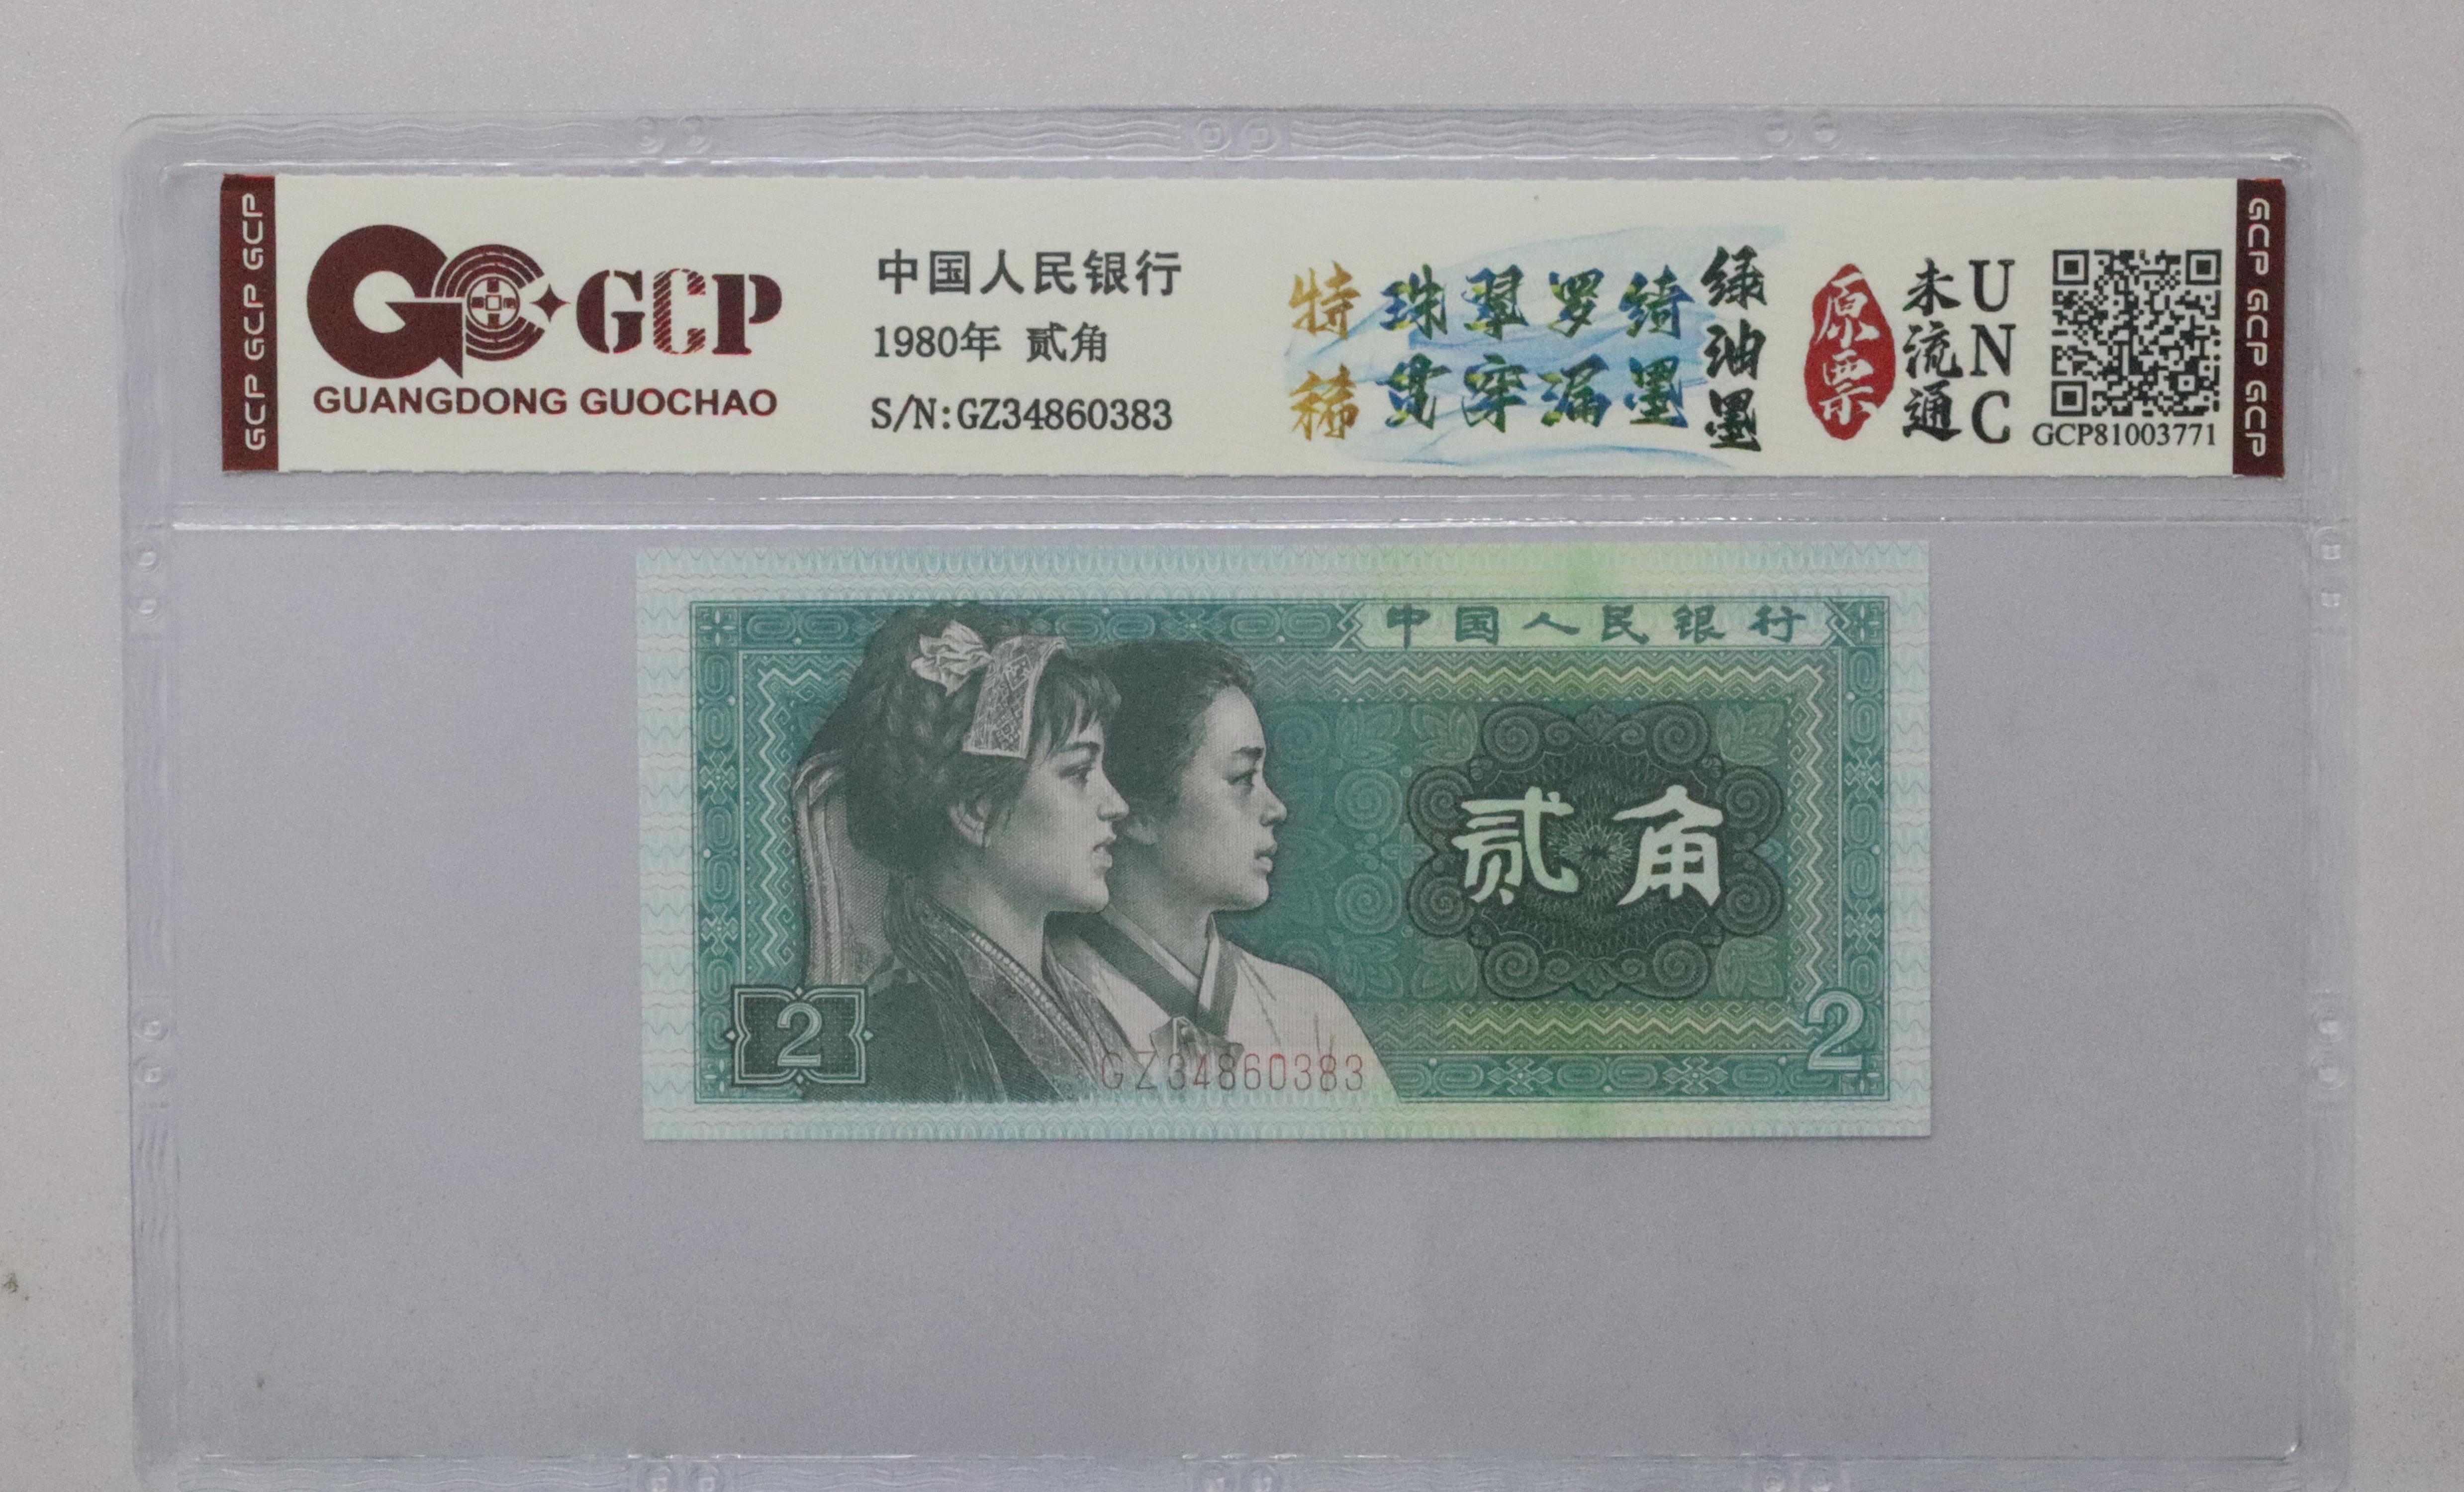 GCP GCP GCP
GCP
GUANGDONG GUOCHAO
中国人民银行
1980年 贰角
S/N:GZ34860383
特稀
珠翠罗绮
贯穿漏墨
绿油墨
原票
未流通
UNC
GCP81003771
GCP GCP GCP
中国人民银行
贰角
2
2
GZ34860383